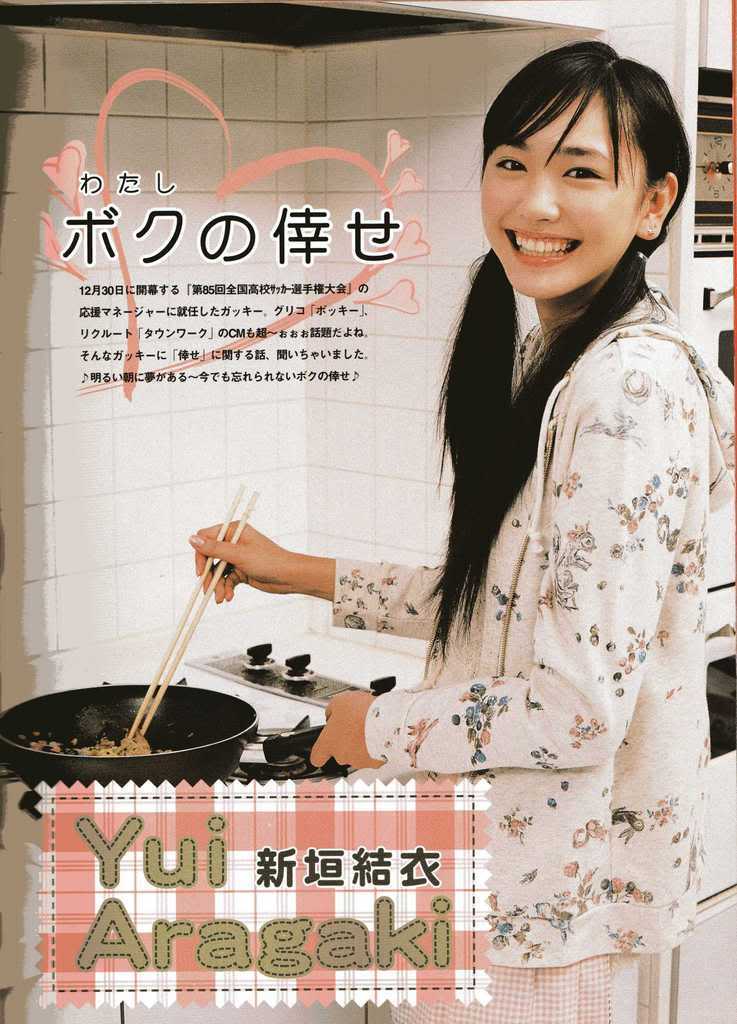 わたし
ボクの倖せ
12月30日に開幕する「第85回全国高校サッカー選手権大会」の
応援マネージャーに就任したガッキー。グリコ「ポッキー」、
リクルート「タウンワーク」のCMも超〜ぉぉぉ話題だよね。
そんなガッキーに「倖せ」に関する話、聞いちゃいました。
♪明るい朝に夢がある〜今でも忘れられないボクの倖せ♪
Yui
新垣結衣
Aragaki